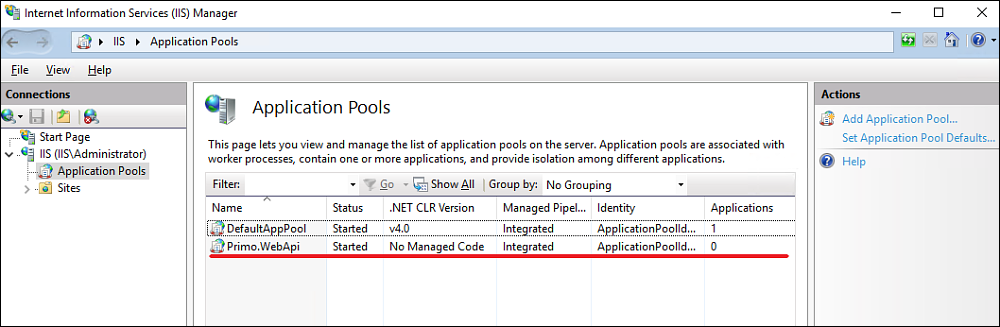 Internet Information Services (IIS) Manager
IIS Application Pools
File View Help
Connections
Start Page
IIS (IIS\Administrator)
Application Pools
Sites
Application Pools
This page lets you view and manage the list of application pools on the server. Application pools are associated with
worker processes, contain one or more applications, and provide isolation among different applications.
Filter: Go Show All Group by: No Grouping
Name Status .NET CLR Version Managed Pipel... Identity Applications
DefaultAppPool Started v4.0 Integrated ApplicationPoolId... 1
Primo.WebApi Started No Managed Code Integrated ApplicationPoolId... 0
Actions
Add Application Pool...
Set Application Pool Defaults...
Help